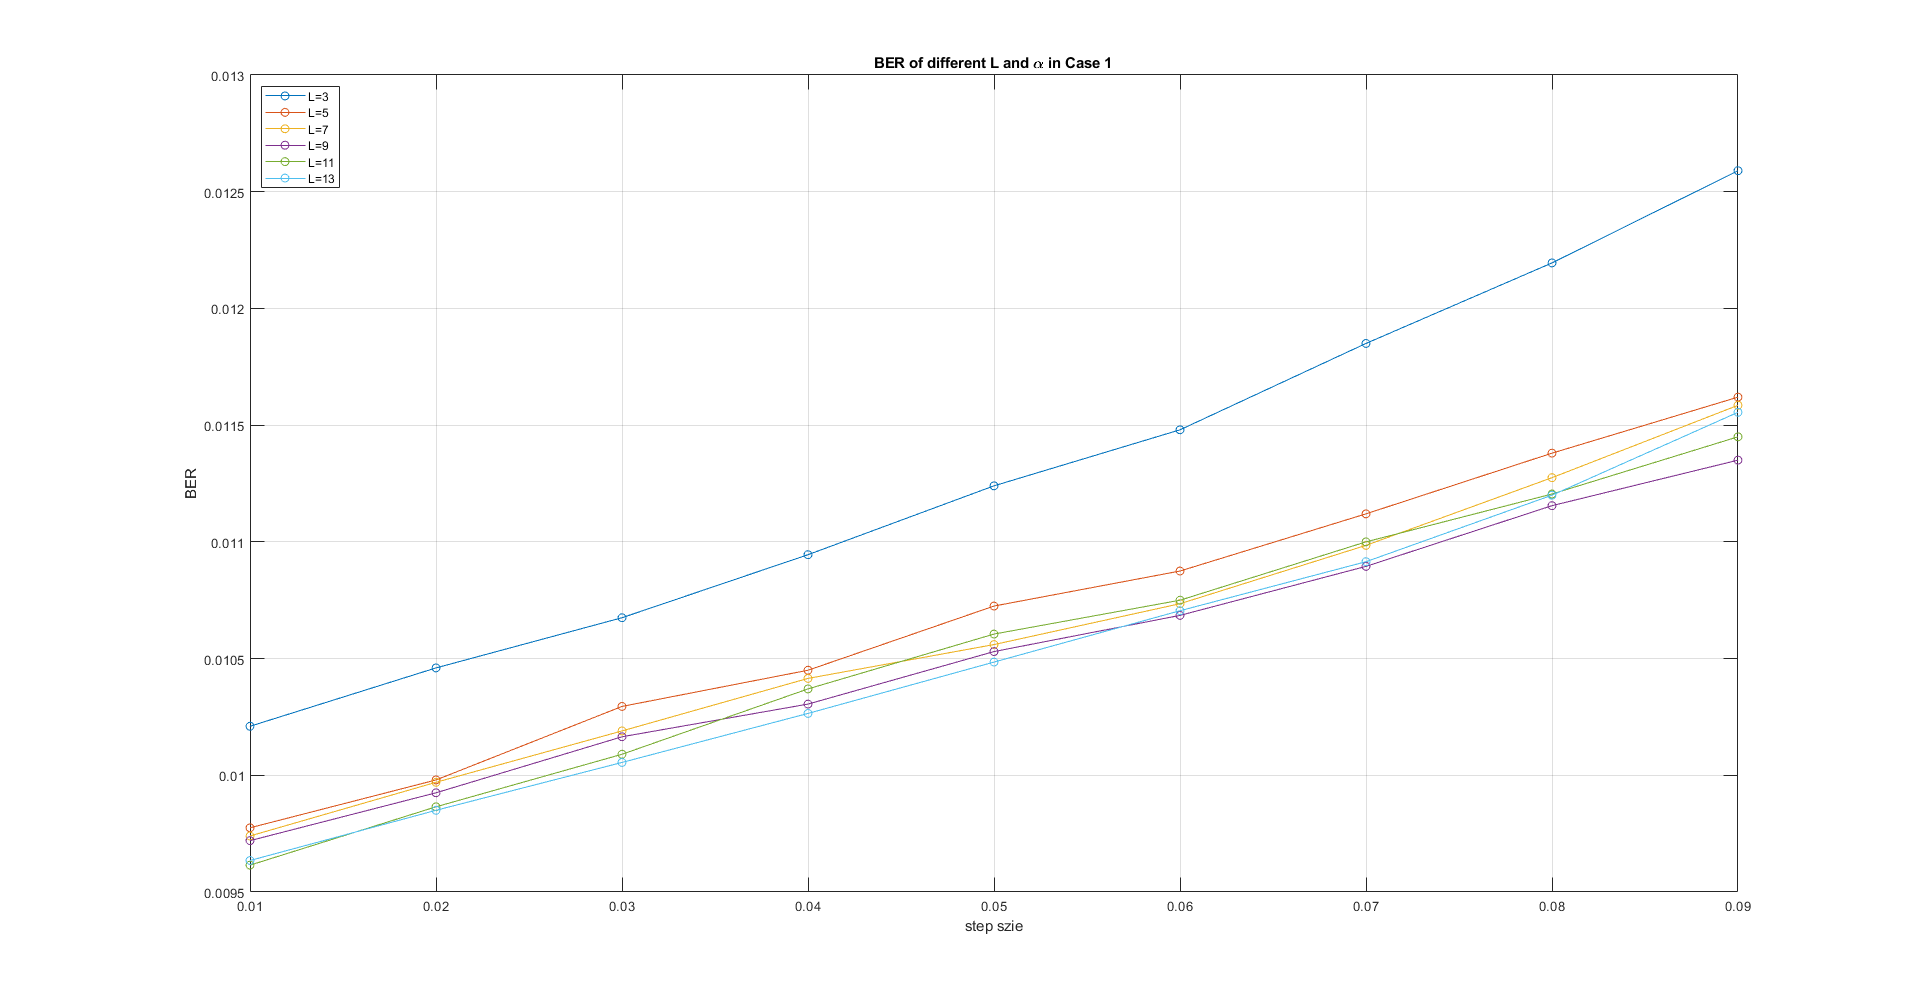 BER of different L and α in Case 1
0.013
0.0125
0.012
0.0115
0.011
0.0105
0.01
0.0095
BER
L=3
L=5
L=7
L=9
L=11
L=13
0.01 0.02 0.03 0.04 0.05 0.06 0.07 0.08 0.09
step szie